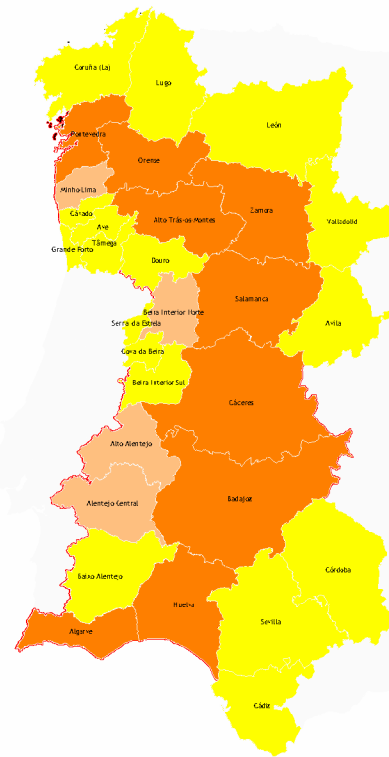 Coruña (La)
Lugo
León
Pontevedra
Orense
Minho-Lima
Zamora
Cávado
Alto Trás-os Montes
Valladolid
Ave
Tâmega
Grande Porto
Douro
Salamanca
Beira Interior Norte
Serra da Estrela
Avila
Cova da Beira
Beira Interior Sul
Cáceres
Alto Alentejo
Badajoz
Alentejo Central
Córdoba
Baixo Alentejo
Huelva
Sevilla
Algarve
Cádiz